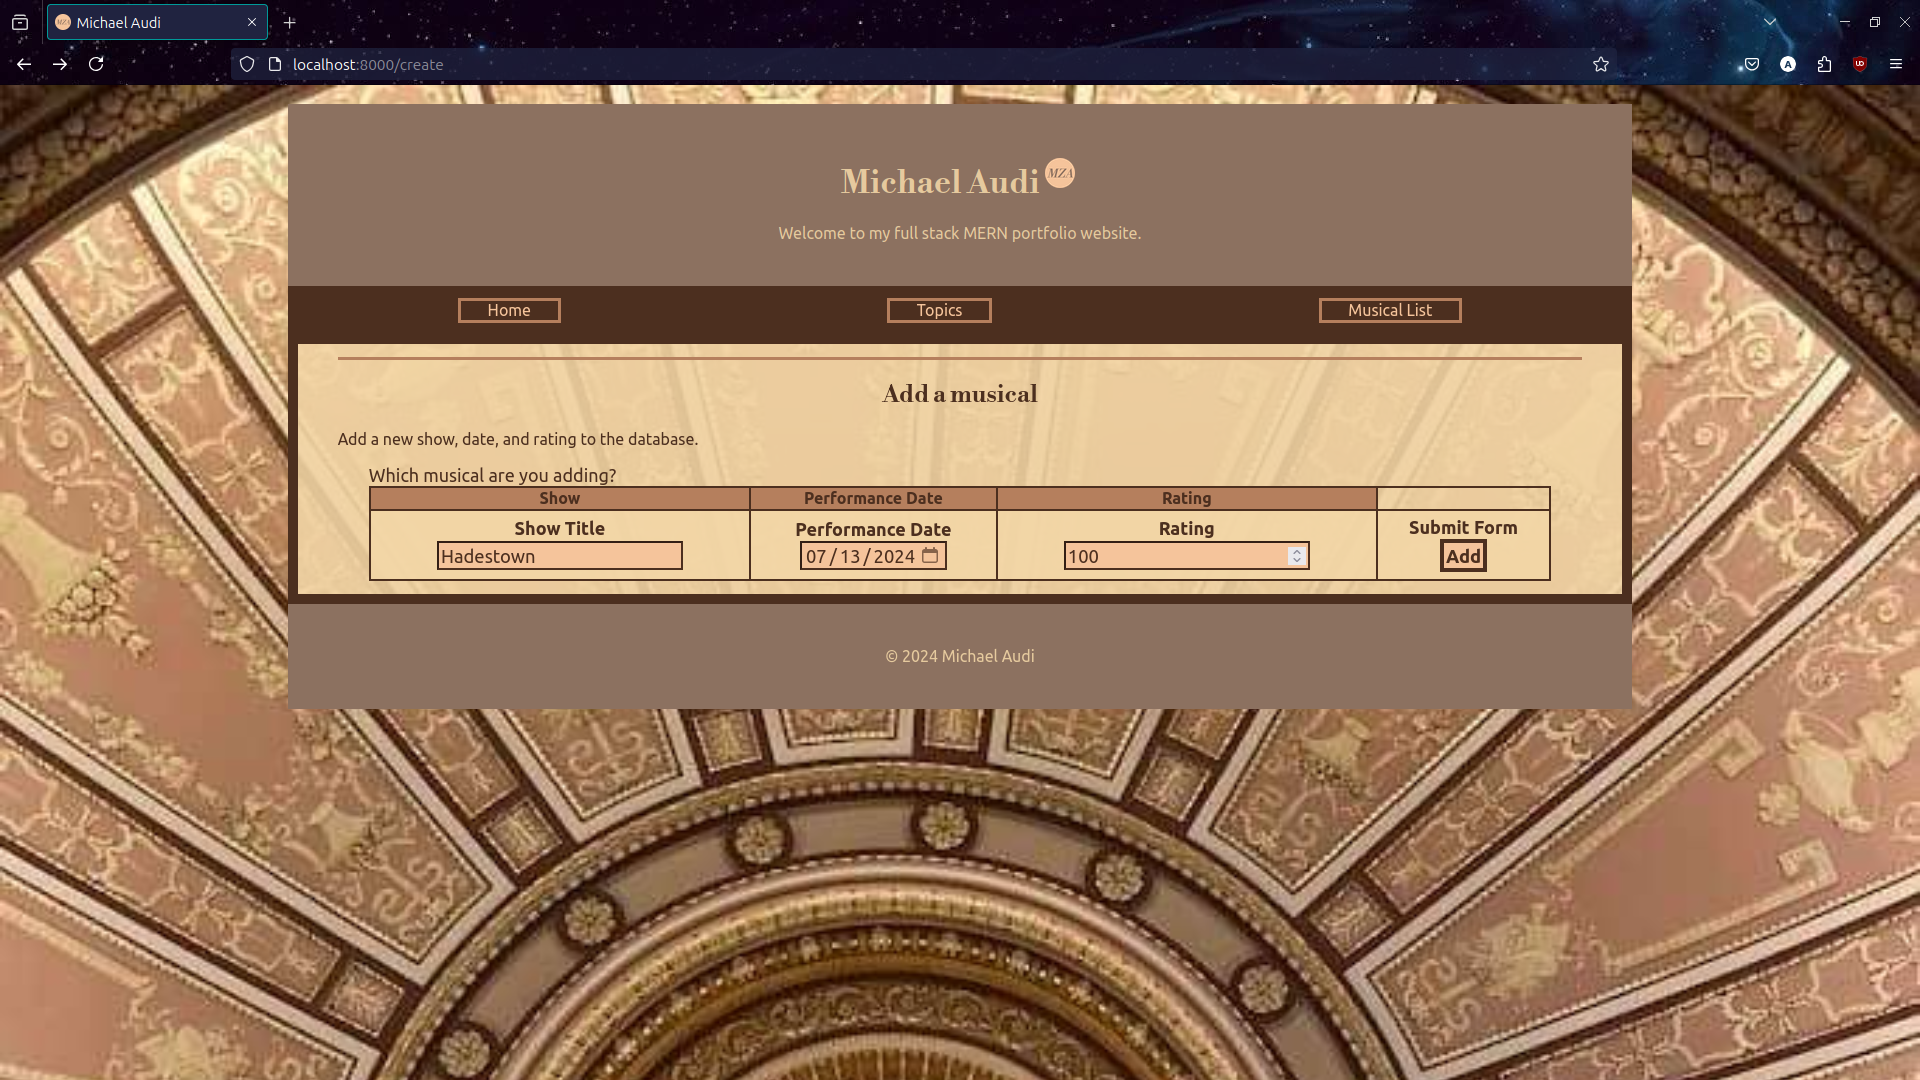 MZA Michael Audi
localhost:8000/create
Michael Audi MZA
Welcome to my full stack MERN portfolio website.
Home Topics Musical List
Add a musical
Add a new show, date, and rating to the database.
Which musical are you adding?
Show Performance Date Rating
Show Title Performance Date Rating Submit Form
Hadestown 07/13/2024 100 Add
© 2024 Michael Audi